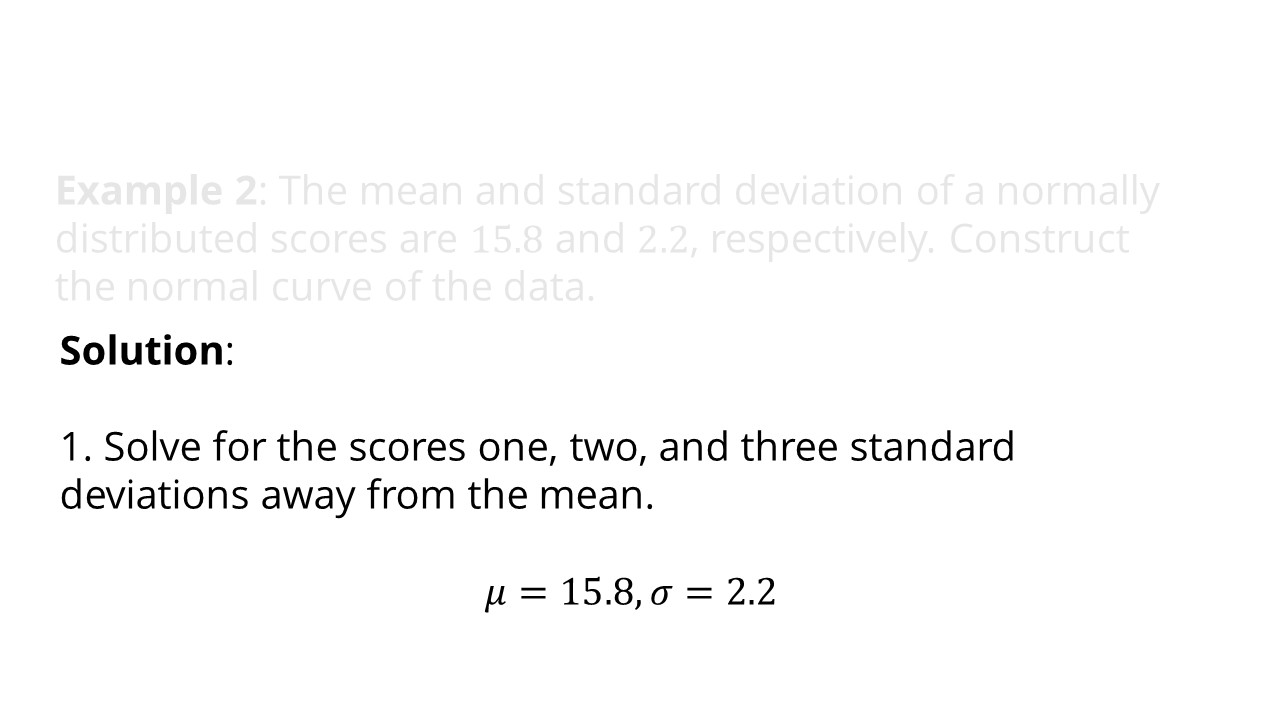 Example 2: The mean and standard deviation of a normally
distributed scores are 15.8 and 2.2, respectively. Construct
the normal curve of the data.
Solution:
1. Solve for the scores one, two, and three standard
deviations away from the mean.
𝜇 = 15.8, 𝜎 = 2.2